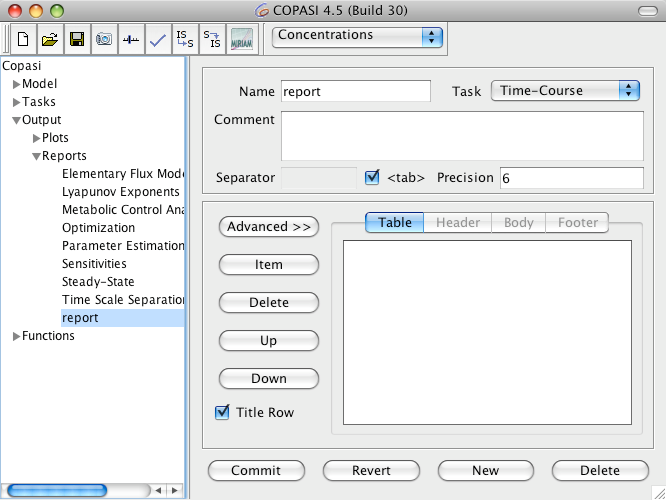 COPASI 4.5 (Build 30)
IS
S
S
IS
MIRIAM
Concentrations
Copasi
Model
Tasks
Output
Plots
Reports
Elementary Flux Mode
Lyapunov Exponents
Metabolic Control Ana
Optimization
Parameter Estimation
Sensitivities
Steady-State
Time Scale Separation
report
Functions
Name report Task Time-Course
Comment
Separator <tab> Precision 6
Advanced >>
Item
Delete
Up
Down
Title Row
Table Header Body Footer
Commit Revert New Delete